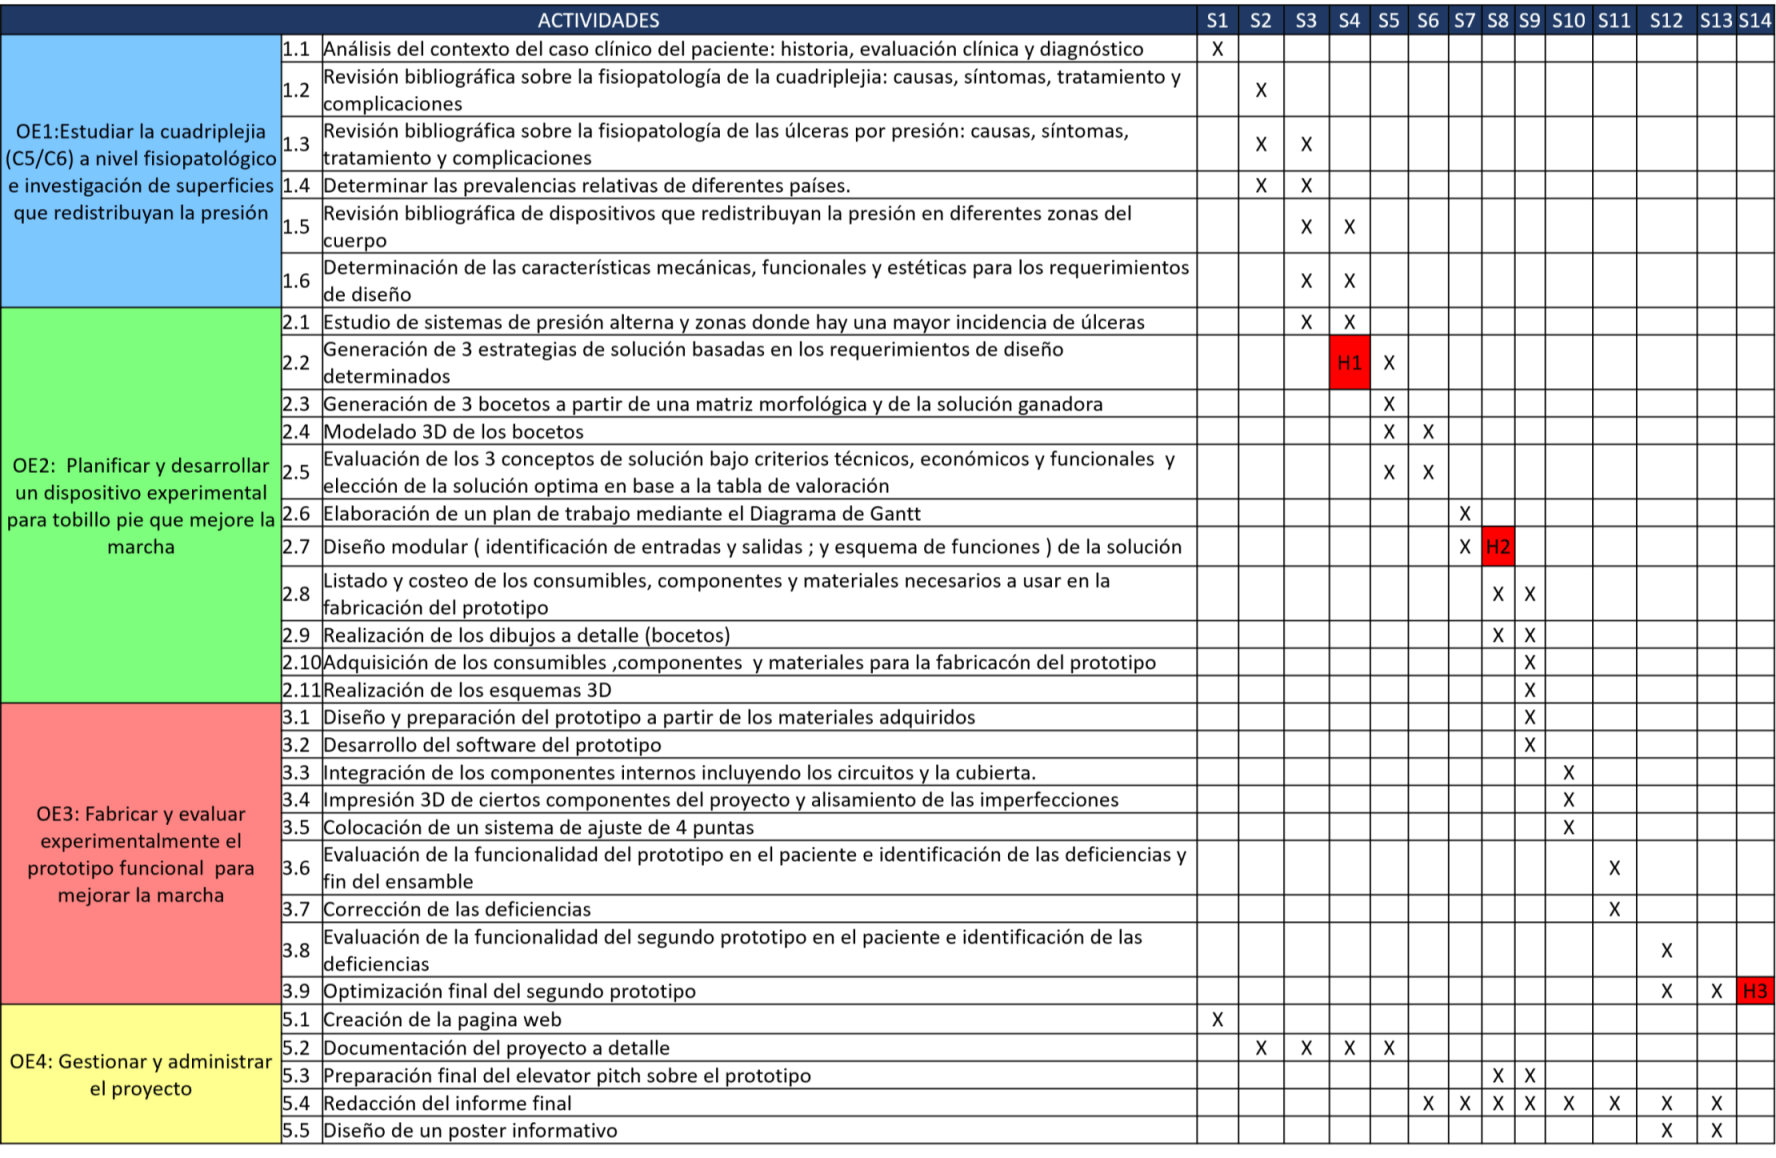 ACTIVIDADES S1 S2 S3 S4 S5 S6 S7 S8 S9 S10 S11 S12 S13 S14
OE1:Estudiar la cuadriplejia
(C5/C6) a nivel fisiopatológico
e investigación de superficies
que redistribuyan la presión
1.1 Análisis del contexto del caso clínico del paciente: historia, evaluación clínica y diagnóstico X
1.2 Revisión bibliográfica sobre la fisiopatología de la cuadriplejia: causas, síntomas, tratamiento y
complicaciones X
1.3 Revisión bibliográfica sobre la fisiopatología de las úlceras por presión: causas, síntomas,
tratamiento y complicaciones X X
1.4 Determinar las prevalencias relativas de diferentes países. X X
1.5 Revisión bibliográfica de dispositivos que redistribuyan la presión en diferentes zonas del
cuerpo X X
1.6 Determinación de las características mecánicas, funcionales y estéticas para los requerimientos
de diseño X X
OE2: Planificar y desarrollar
un dispositivo experimental
para tobillo pie que mejore la
marcha
2.1 Estudio de sistemas de presión alterna y zonas donde hay una mayor incidencia de úlceras X X
2.2 Generación de 3 estrategias de solución basadas en los requerimientos de diseño
determinados H1 X
2.3 Generación de 3 bocetos a partir de una matriz morfológica y de la solución ganadora X
2.4 Modelado 3D de los bocetos X X
2.5 Evaluación de los 3 conceptos de solución bajo criterios técnicos, económicos y funcionales y
elección de la solución optima en base a la tabla de valoración X X
2.6 Elaboración de un plan de trabajo mediante el Diagrama de Gantt X
2.7 Diseño modular ( identificación de entradas y salidas ; y esquema de funciones ) de la solución X H2
2.8 Listado y costeo de los consumibles, componentes y materiales necesarios a usar en la
fabricación del prototipo X X
2.9 Realización de los dibujos a detalle (bocetos) X X
2.10 Adquisición de los consumibles ,componentes y materiales para la fabricacón del prototipo X
2.11 Realización de los esquemas 3D X
OE3: Fabricar y evaluar
experimentalmente el
prototipo funcional para
mejorar la marcha
3.1 Diseño y preparación del prototipo a partir de los materiales adquiridos X
3.2 Desarrollo del software del prototipo X
3.3 Integración de los componentes internos incluyendo los circuitos y la cubierta. X
3.4 Impresión 3D de ciertos componentes del proyecto y alisamiento de las imperfecciones X
3.5 Colocación de un sistema de ajuste de 4 puntas X
3.6 Evaluación de la funcionalidad del prototipo en el paciente e identificación de las deficiencias y
fin del ensamble X
3.7 Corrección de las deficiencias X
3.8 Evaluación de la funcionalidad del segundo prototipo en el paciente e identificación de las
deficiencias X
3.9 Optimización final del segundo prototipo X X H3
OE4: Gestionar y administrar
el proyecto
5.1 Creación de la pagina web X
5.2 Documentación del proyecto a detalle X X X X
5.3 Preparación final del elevator pitch sobre el prototipo X X
5.4 Redacción del informe final X X X X X X X X
5.5 Diseño de un poster informativo X X